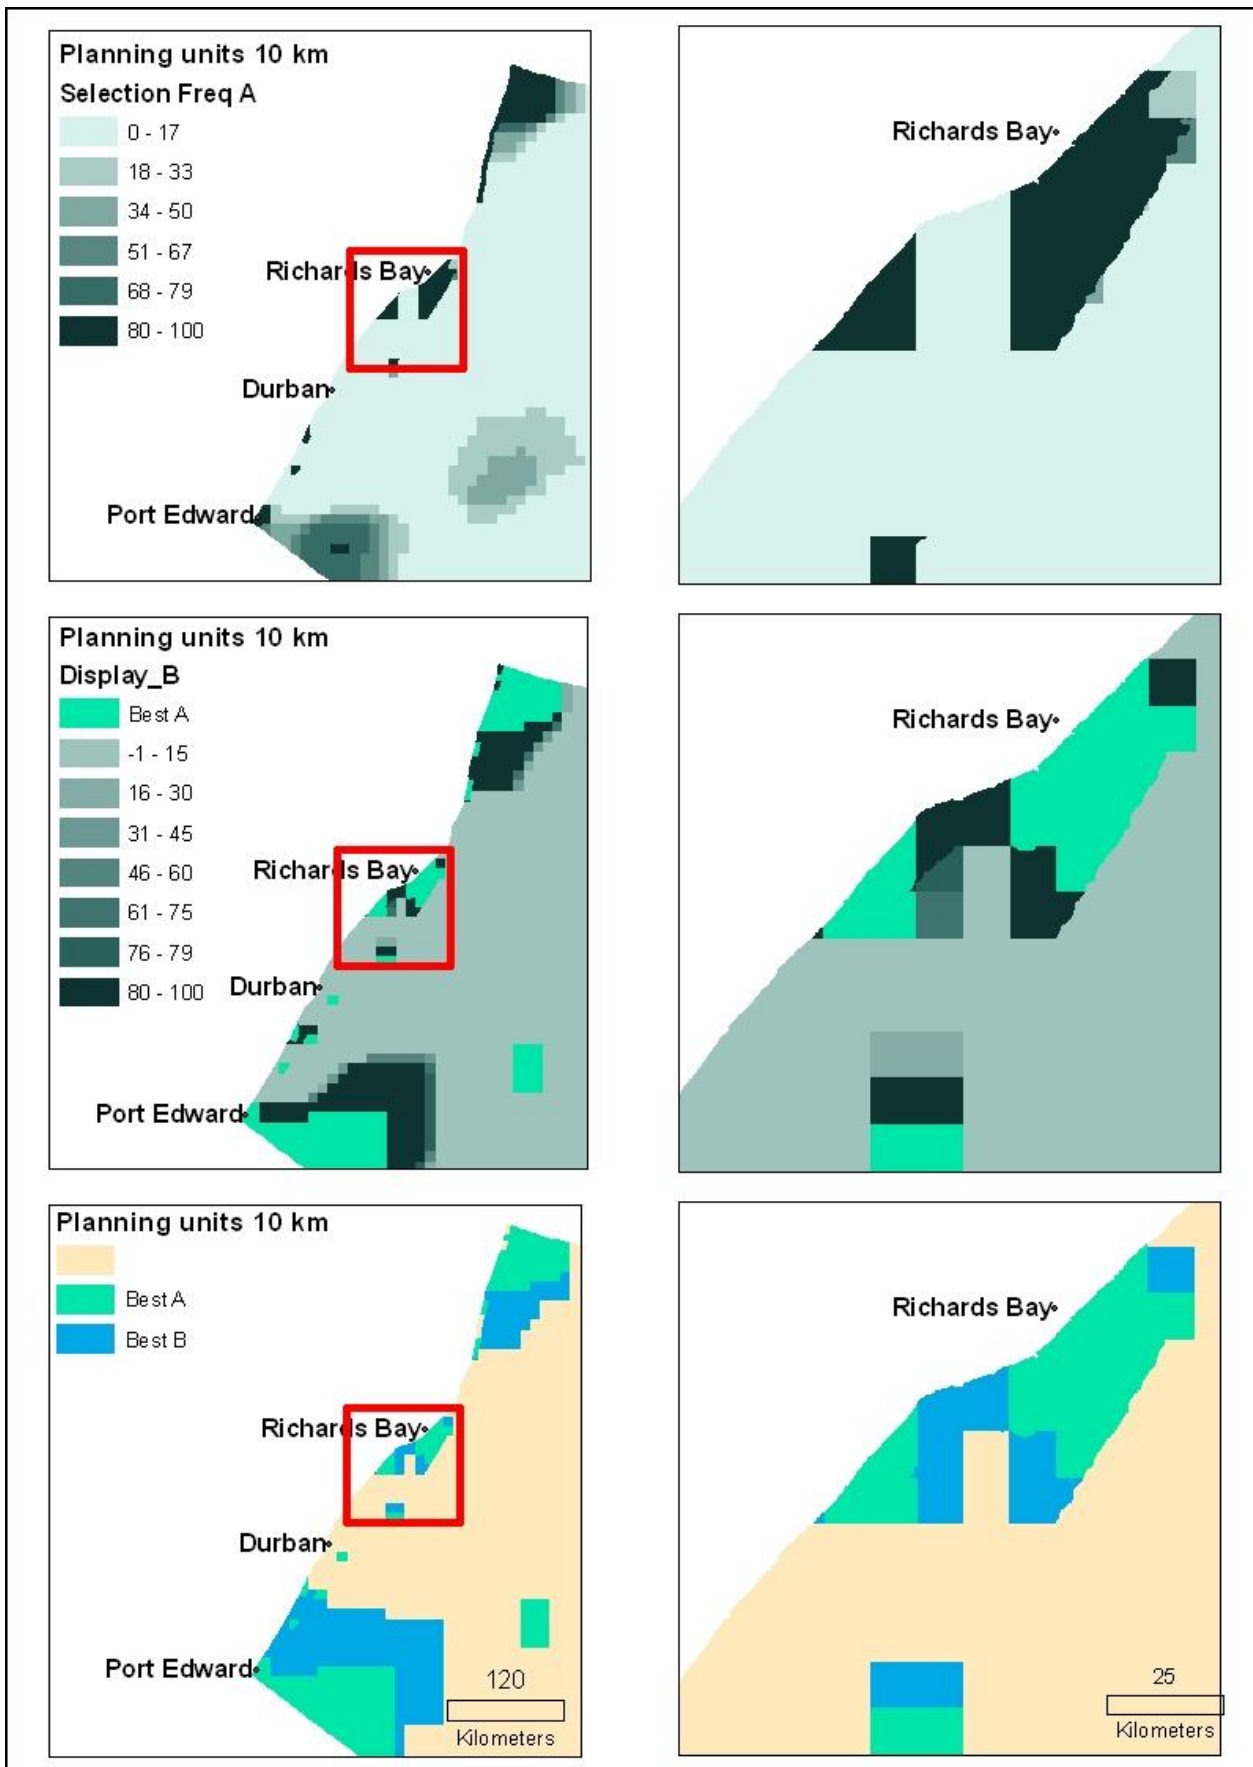 Planning units 10 km
Selection Freq A
0 - 17
18 - 33
34 - 50
51 - 67
68 - 79
80 - 100
Richards Bay
Durban
Port Edward
Richards Bay
Planning units 10 km
Display_B
Best A
-1 - 15
16 - 30
31 - 45
46 - 60
61 - 75
76 - 79
80 - 100
Richards Bay
Durban
Port Edward
Richards Bay
Planning units 10 km
Best A
Best B
Richards Bay
Durban
Port Edward
120
Kilometers
Richards Bay
25
Kilometers